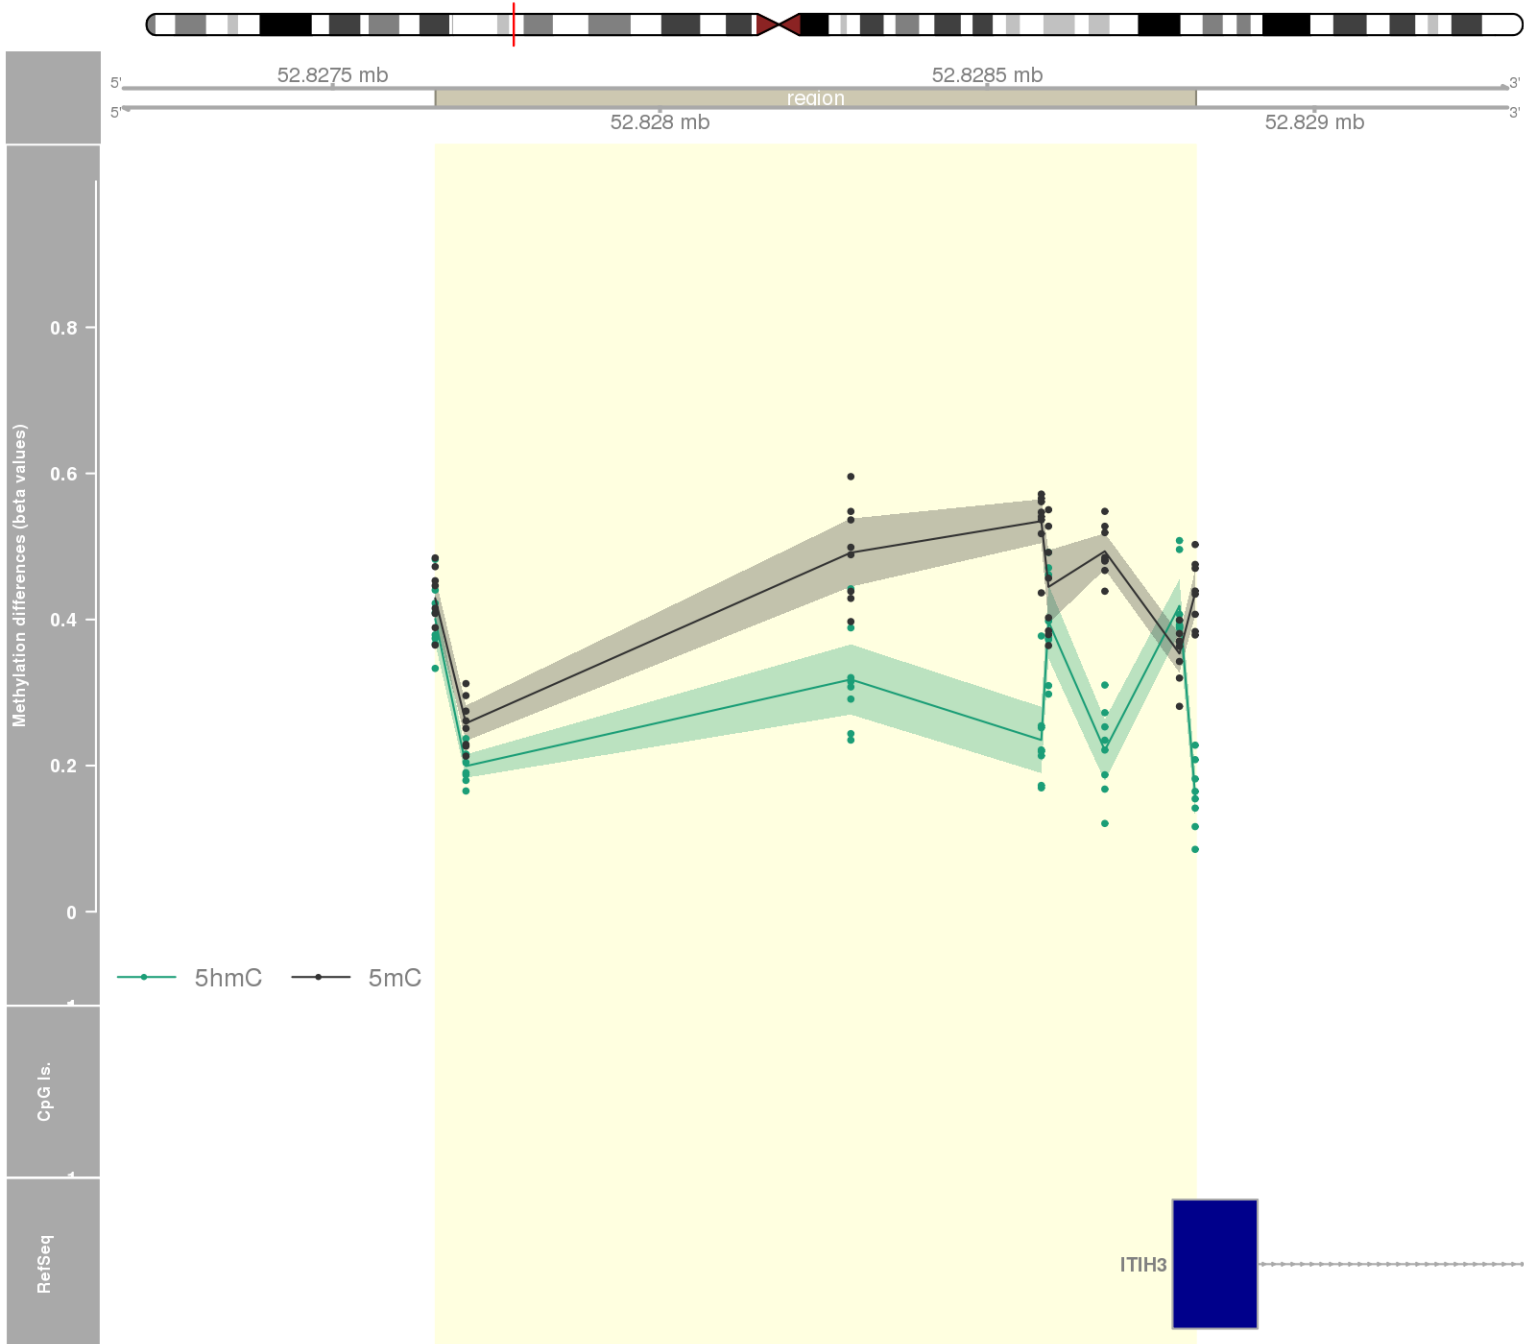 52.8275 mb
52.8285 mb
5'
3'
region
5'
3'
52.828 mb
52.829 mb
Methylation differences (beta values)
0.8
0.6
0.4
0.2
0
5hmC
5mC
CpG Is.
RefSeq
ITIH3